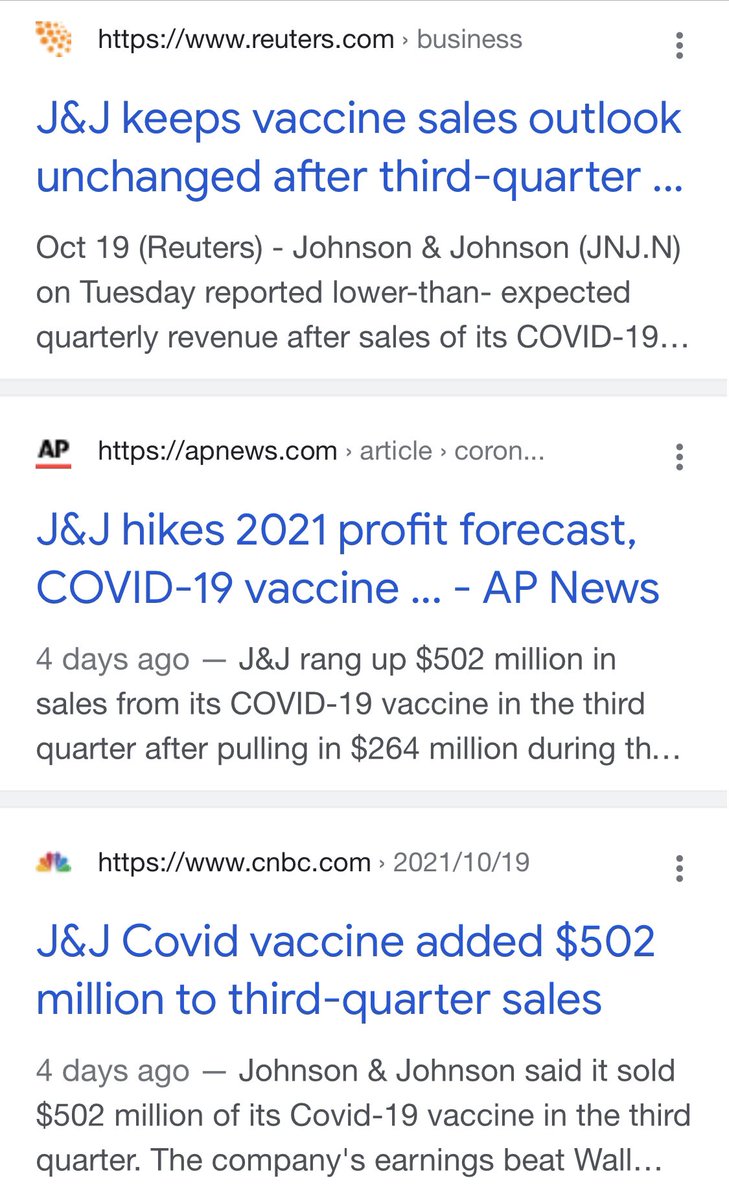 https://www.reuters.com › business
J&J keeps vaccine sales outlook
unchanged after third-quarter ...
Oct 19 (Reuters) - Johnson & Johnson (JNJ.N)
on Tuesday reported lower-than- expected
quarterly revenue after sales of its COVID-19...
AP https://apnews.com › article › coron...
J&J hikes 2021 profit forecast,
COVID-19 vaccine ... - AP News
4 days ago — J&J rang up $502 million in
sales from its COVID-19 vaccine in the third
quarter after pulling in $264 million during th...
https://www.cnbc.com › 2021/10/19
J&J Covid vaccine added $502
million to third-quarter sales
4 days ago — Johnson & Johnson said it sold
$502 million of its Covid-19 vaccine in the third
quarter. The company's earnings beat Wall...